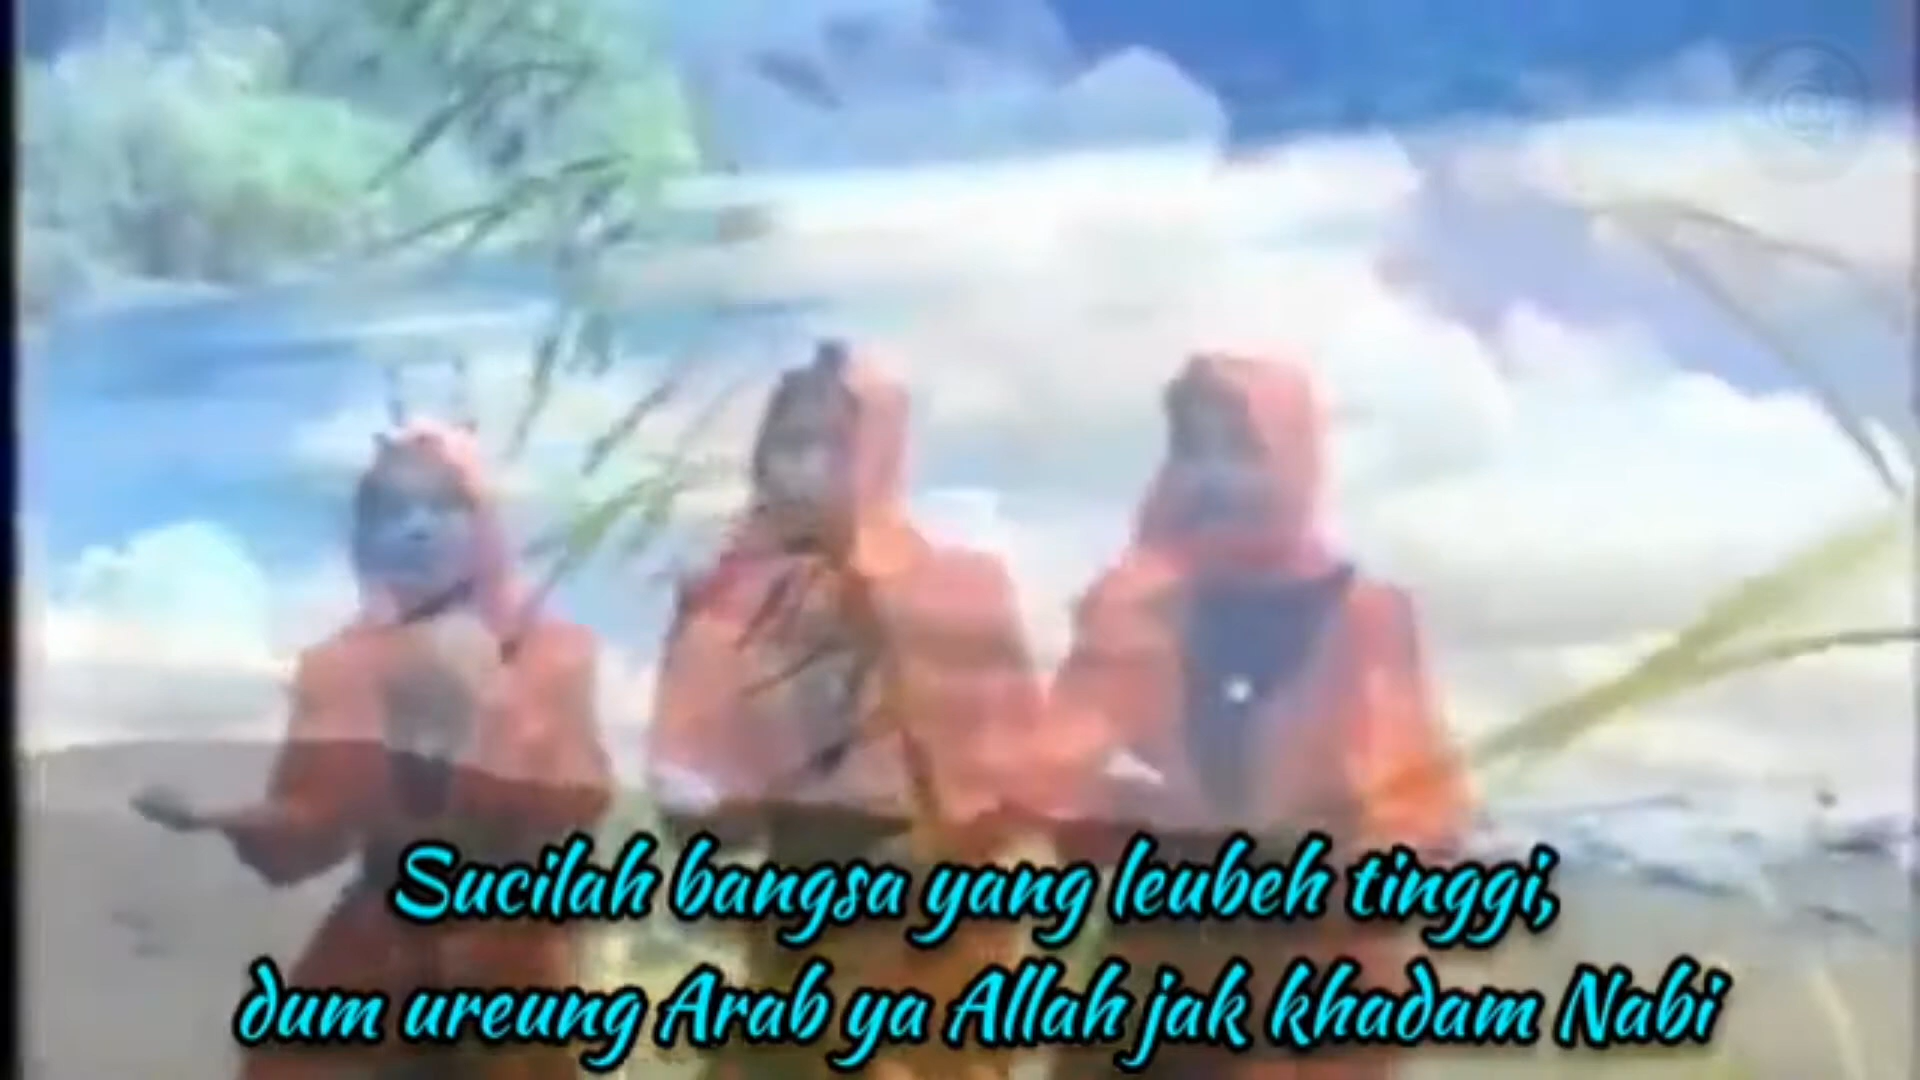 Sucilah bangsa yang leubeh tinggi,
dum ureung Arab ya Allah jak khadam Nabi